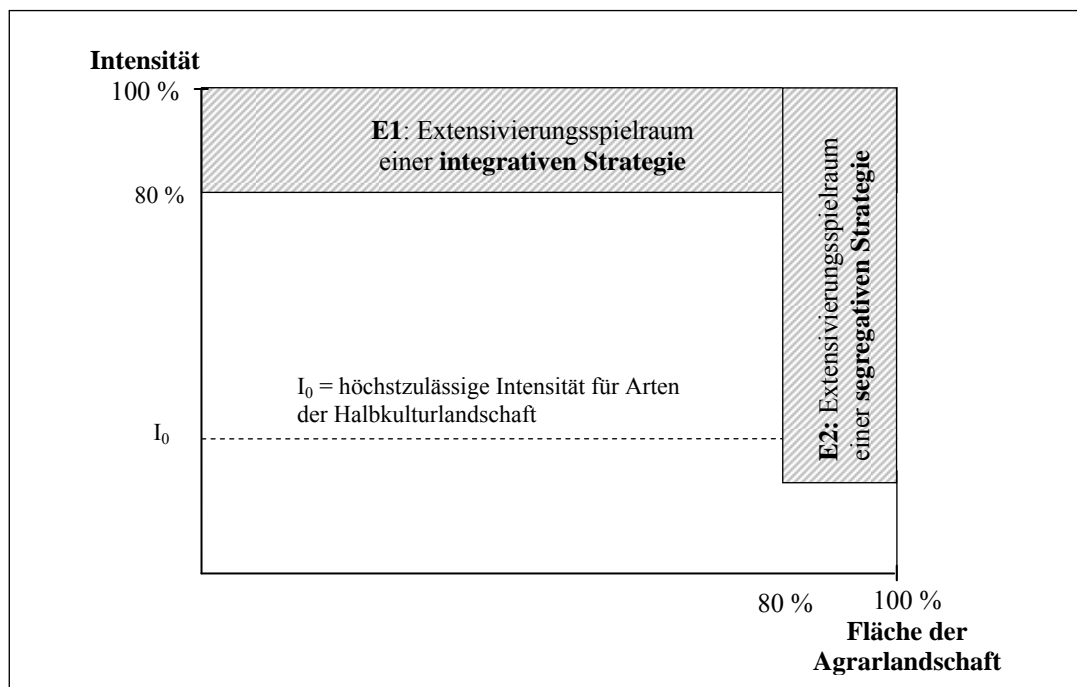 Intensität
100 %
E1: Extensivierungsspielraum
einer integrativen Strategie
80 %
E2: Extensivierungsspielraum
einer segregativen Strategie
I₀ = höchstzulässige Intensität für Arten
der Halbkulturlandschaft
I₀
80 %
100 %
Fläche der
Agrarlandschaft